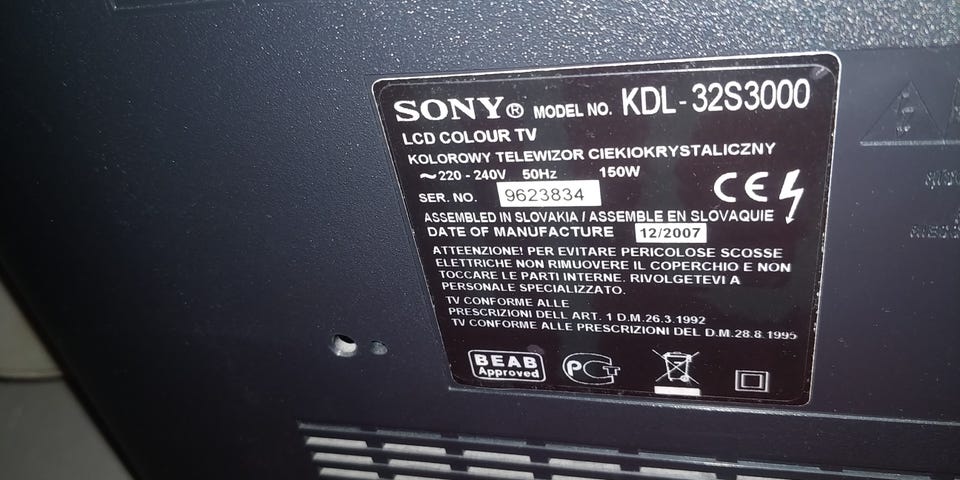 SONY® MODEL NO. KDL-32S3000
LCD COLOUR TV
KOLOROWY TELEWIZOR CIEKIOKRYSTALICZNY
~220 - 240V 50Hz 150W
SER. NO. 9623834
CE
ASSEMBLED IN SLOVAKIA / ASSEMBLE EN SLOVAQUIE
DATE OF MANUFACTURE 12/2007
ATTEENZIONE! PER EVITARE PERICOLOSE SCOSSE
ELETTRICHE NON RIMUOVERE IL COPERCHIO E NON
TOCCARE LE PARTI INTERNE. RIVOLGETEVI A
PERSONALE SPECIALIZZATO.
TV CONFORME ALLE
PRESCRIZIONI DELL ART. 1 D.M.26.3.1992
TV CONFORME ALLE PRESCRIZIONI DEL D.M.28.8.1995
BEAB
Approved
PCT